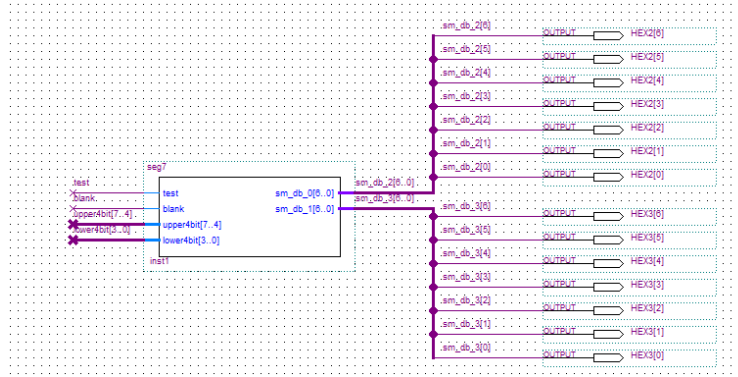 .sm_db_2[6] OUTPUT HEX2[6]
.sm_db_2[5] OUTPUT HEX2[5]
.sm_db_2[4] OUTPUT HEX2[4]
.sm_db_2[3] OUTPUT HEX2[3]
.sm_db_2[2] OUTPUT HEX2[2]
.sm_db_2[1] OUTPUT HEX2[1]
.sm_db_2[0] OUTPUT HEX2[0]
seg7
.test
test
sm_db_0[6..0]
sm_db_2[6..0]
.blank
blank
sm_db_1[6..0]
sm_db_3[6..0]
upper4bit[7..4]
upper4bit[7..4]
lower4bit[3..0]
lower4bit[3..0]
inst1
.sm_db_3[6] OUTPUT HEX3[6]
.sm_db_3[5] OUTPUT HEX3[5]
.sm_db_3[4] OUTPUT HEX3[4]
.sm_db_3[3] OUTPUT HEX3[3]
.sm_db_3[2] OUTPUT HEX3[2]
.sm_db_3[1] OUTPUT HEX3[1]
.sm_db_3[0] OUTPUT HEX3[0]